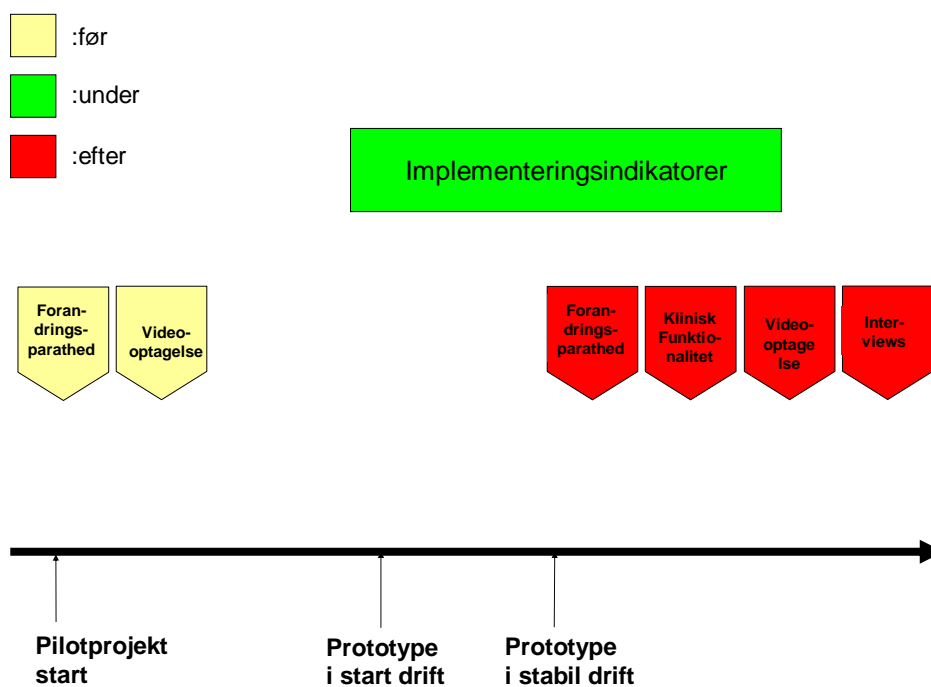 :før
:under
:efter
Implementeringsindikatorer
Foran-
drings-
parathed
Video-
optagelse
Foran-
drings-
parathed
Klinisk
Funktio-
nalitet
Video-
optage
lse
Inter-
views
Pilotprojekt
start
Prototype
i start drift
Prototype
i stabil drift